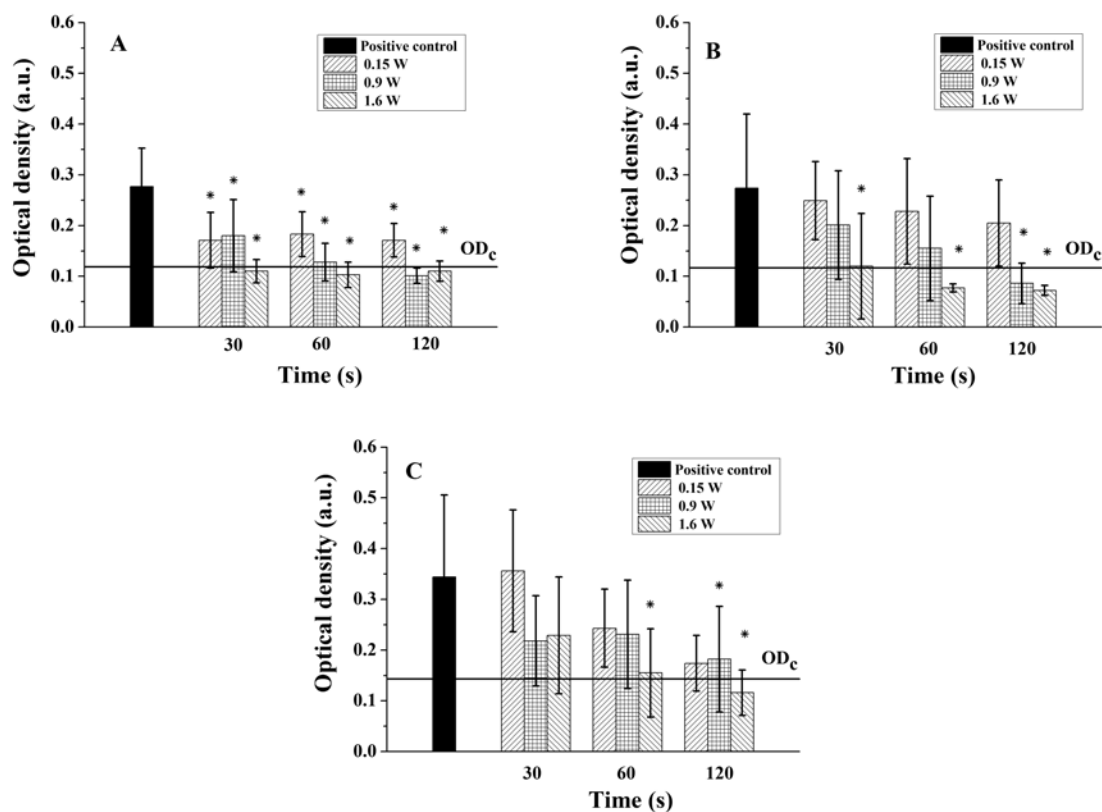 A
Positive control
0.15 W
0.9 W
1.6 W
Optical density (a.u.)
0.6
0.5
0.4
0.3
0.2
0.1
0.0
* * * * * * * * *
ODc
30 60 120
Time (s)
B
Positive control
0.15 W
0.9 W
1.6 W
Optical density (a.u.)
0.6
0.5
0.4
0.3
0.2
0.1
0.0
* * * *
ODc
30 60 120
Time (s)
C
Positive control
0.15 W
0.9 W
1.6 W
Optical density (a.u.)
0.6
0.5
0.4
0.3
0.2
0.1
0.0
* * *
ODc
30 60 120
Time (s)